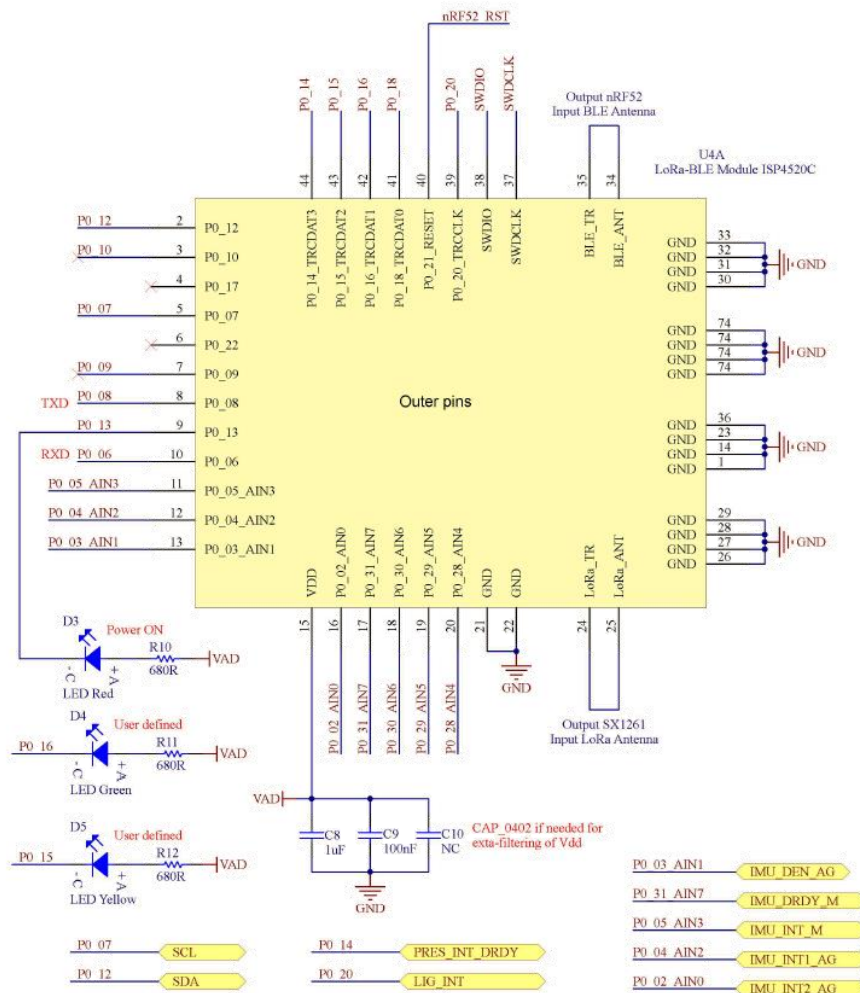 nRF52_RST
P0_14
P0_15
P0_16
P0_18
P0_20
SWDIO
SWDCLK
Output nRF52
Input BLE Antenna
U4A
LoRa-BLE Module ISP4520C
44
43
42
41
40
39
38
37
35
34
P0_14_TRCDAT3
P0_15_TRCDAT2
P0_16_TRCDAT1
P0_18_TRCDAT0
P0_21_RESET
P0_20_TRCCLK
SWDIO
SWDCLK
BLE_TR
BLE_ANT
P0_12 2 P0_12
P0_10 3 P0_10
4 P0_17
P0_07 5 P0_07
6 P0_22
P0_09 7 P0_09
TXD P0_08 8 P0_08
P0_13 9 P0_13
RXD P0_06 10 P0_06
P0_05_AIN3 11 P0_05_AIN3
P0_04_AIN2 12 P0_04_AIN2
P0_03_AIN1 13 P0_03_AIN1
Outer pins
GND 33
GND 32
GND 31
GND 30
GND
GND 74
GND 74
GND 74
GND 74
GND
GND 36
GND 23
GND 14
GND 1
GND
GND 29
GND 28
GND 27
GND 26
GND
VDD
P0_02_AIN0
P0_31_AIN7
P0_30_AIN6
P0_29_AIN5
P0_28_AIN4
GND
GND
LoRa_TR
LoRa_ANT
15
16
17
18
19
20
21
22
24
25
P0_02_AIN0
P0_31_AIN7
P0_30_AIN6
P0_29_AIN5
P0_28_AIN4
GND
Output SX1261
Input LoRa Antenna
D3
Power ON
R10
680R
VAD
- C
+A
LED Red
D4
User defined
P0_16
R11
680R
VAD
- C
+A
LED Green
D5
User defined
P0_15
R12
680R
VAD
- C
+A
LED Yellow
VAD
C8
1uF
C9
100nF
C10
NC
CAP_0402 if needed for
exta-filtering of Vdd
GND
P0_07 SCL
P0_12 SDA
P0_14 PRES_INT_DRDY
P0_20 LIG_INT
P0_03_AIN1 IMU_DEN_AG
P0_31_AIN7 IMU_DRDY_M
P0_05_AIN3 IMU_INT_M
P0_04_AIN2 IMU_INT1_AG
P0_02_AIN0 IMU_INT2_AG